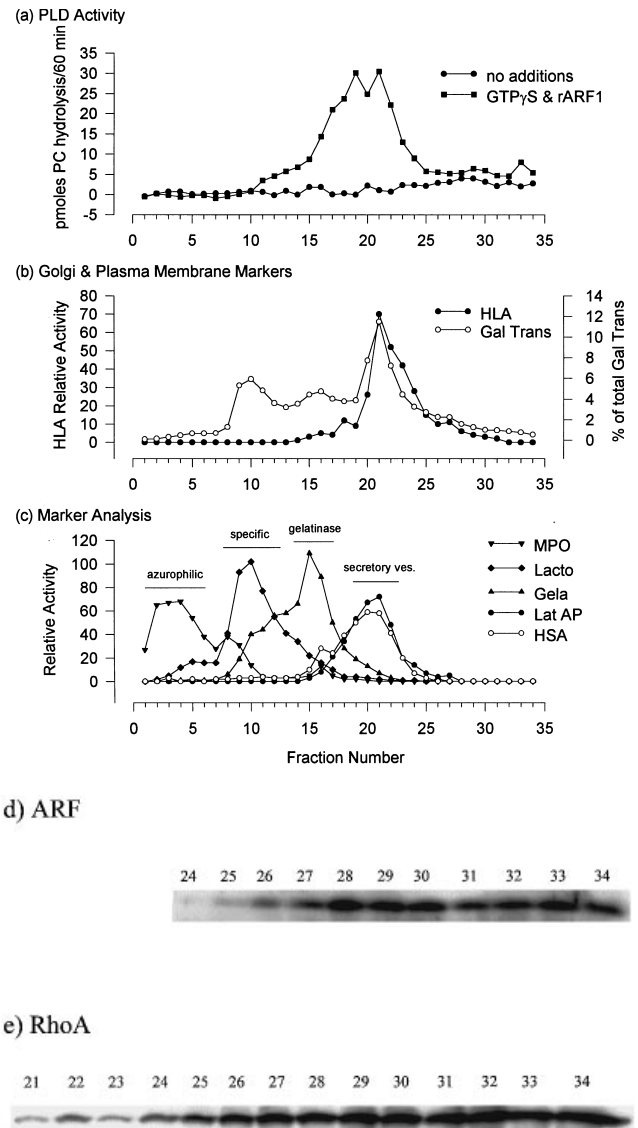 (a) PLD Activity
pmoles PC hydrolysis/60 min
35
30
25
20
15
10
5
0
-5
no additions
GTPγS & rARF1
0 5 10 15 20 25 30 35
(b) Golgi & Plasma Membrane Markers
HLA Relative Activity
80
70
60
50
40
30
20
10
0
HLA
Gal Trans
14
12
10
8
6
4
2
0
% of total Gal Trans
0 5 10 15 20 25 30 35
(c) Marker Analysis
Relative Activity
120
100
80
60
40
20
0
azurophilic
specific
gelatinase
secretory ves.
MPO
Lacto
Gela
Lat AP
HSA
0 5 10 15 20 25 30 35
Fraction Number
d) ARF
24 25 26 27 28 29 30 31 32 33 34
e) RhoA
21 22 23 24 25 26 27 28 29 30 31 32 33 34